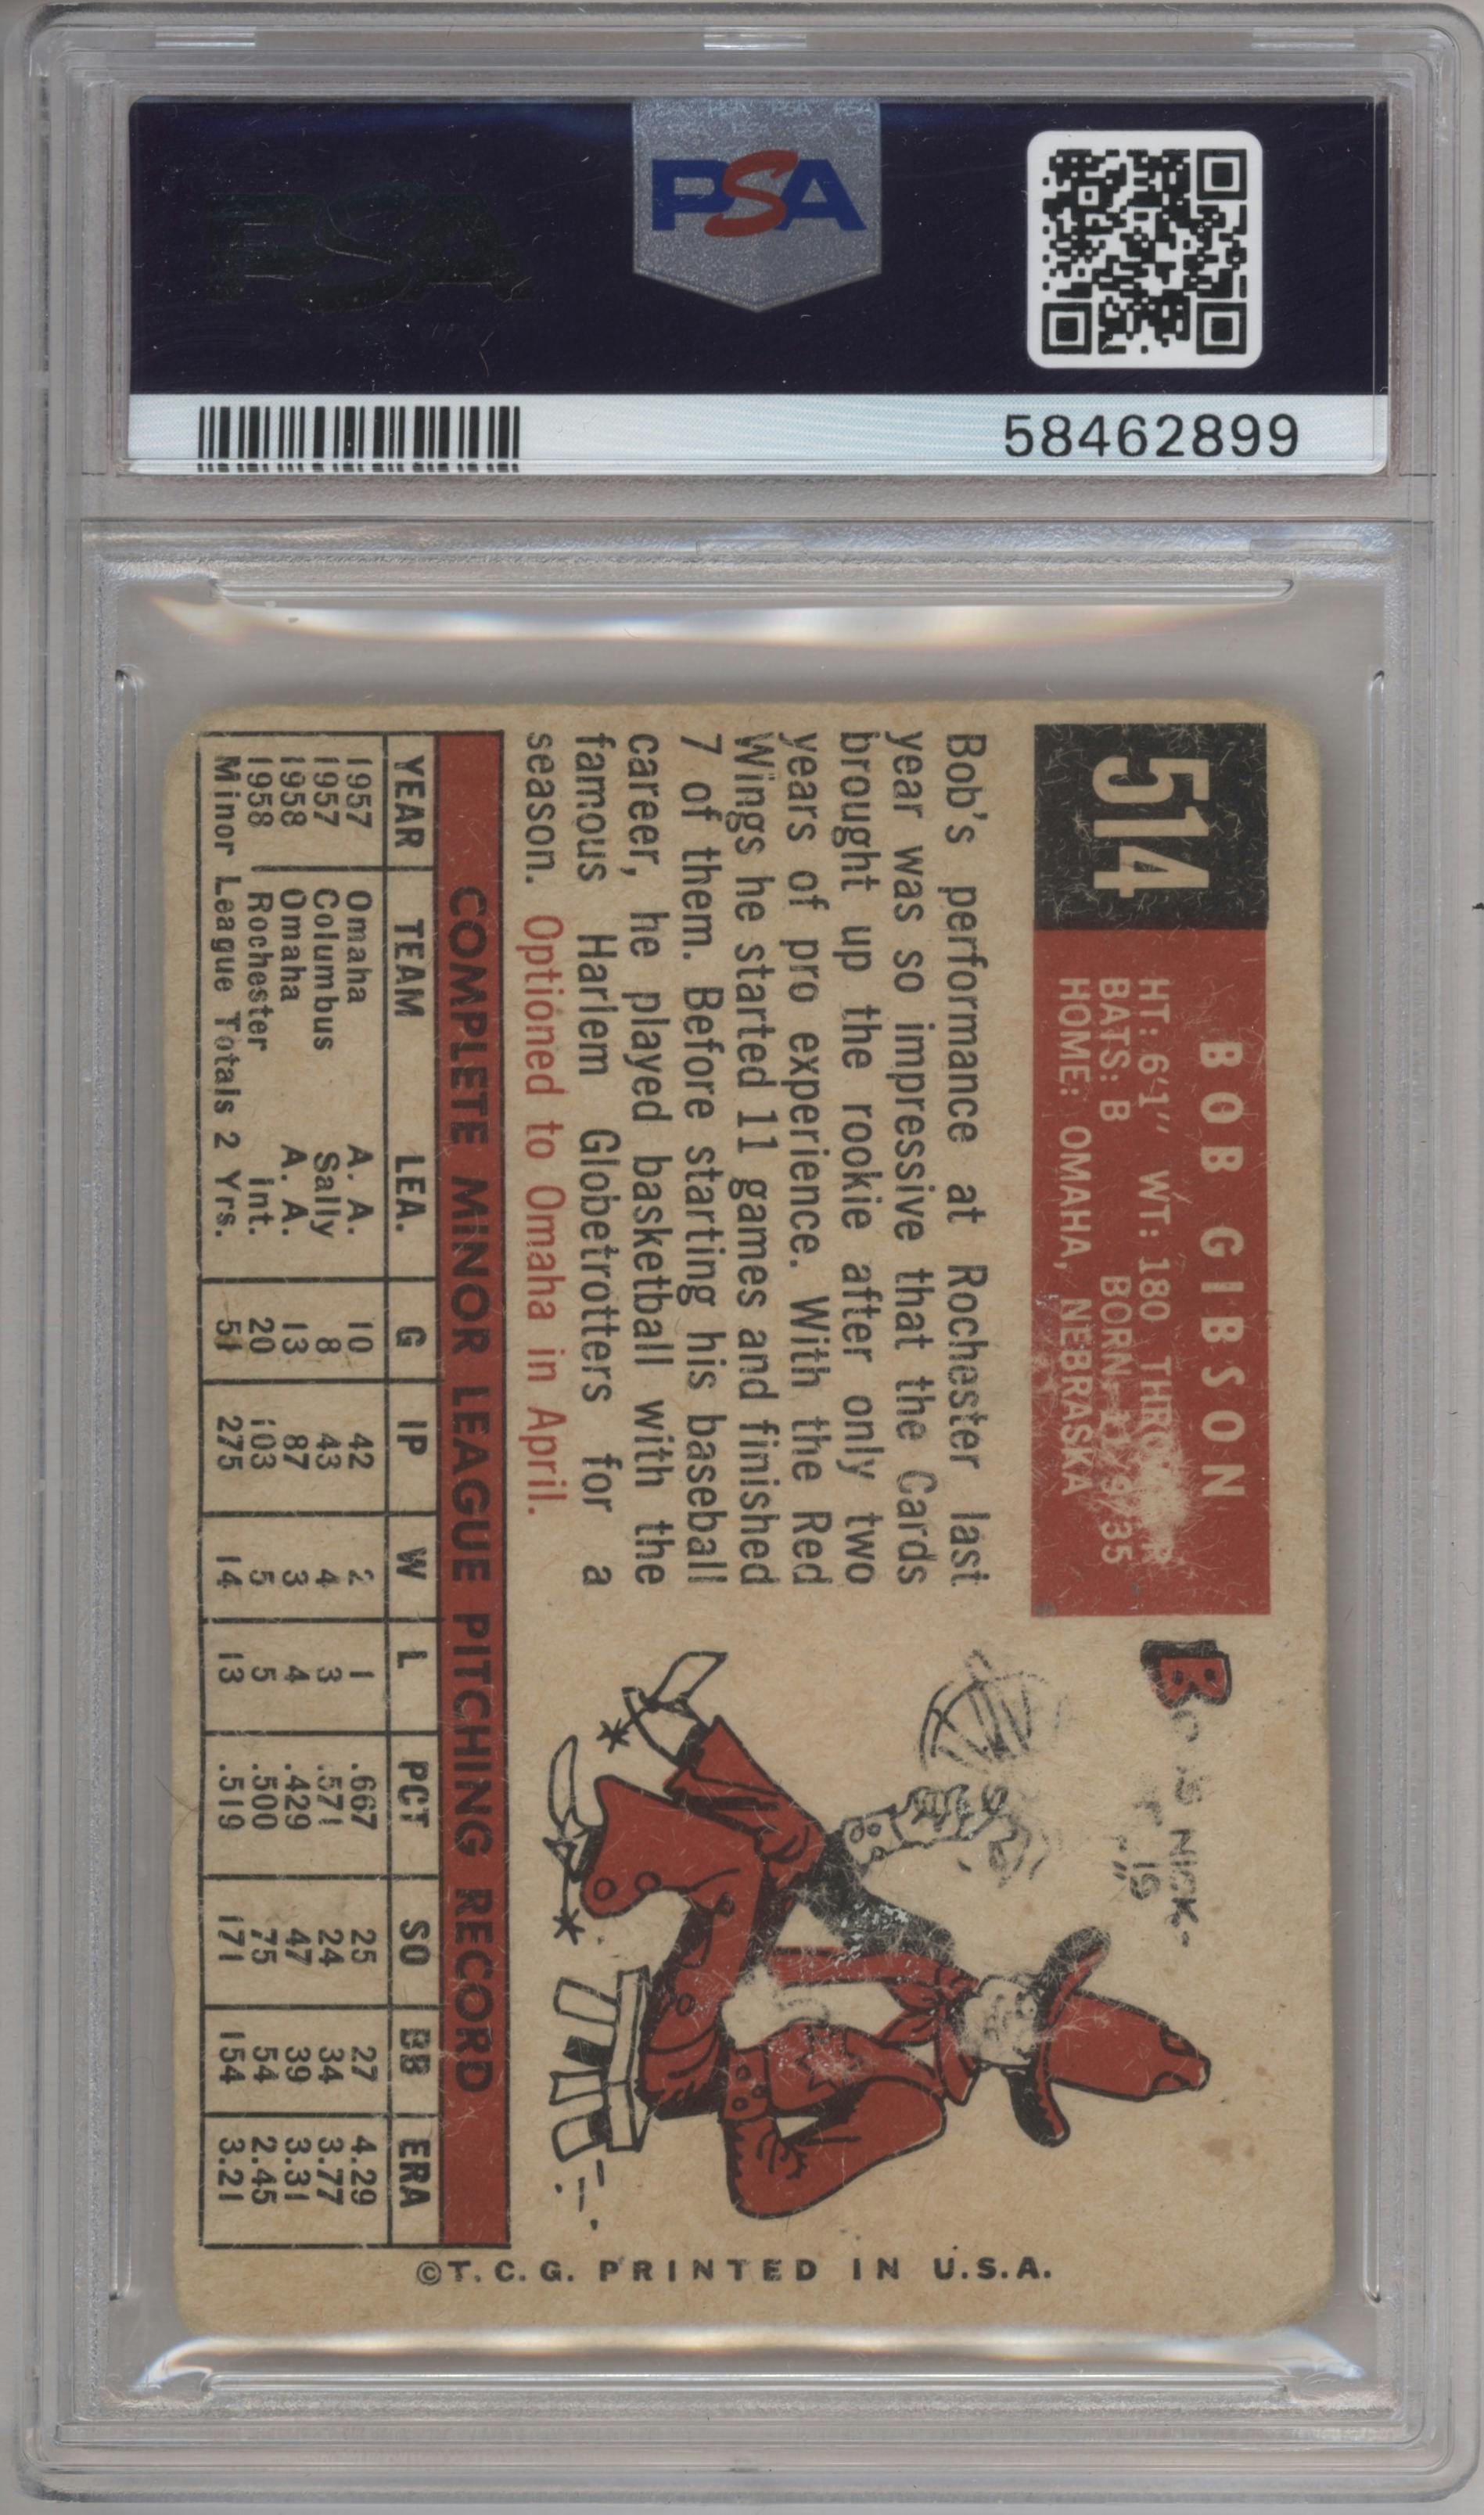 PSA
PSA
58462899
514
BOB GIBSON
HT: 6'1" WT: 180
BATS: B BORN:
HOME: OMAHA, NEBRASKA
Bob's performance at Rochester last
year was so impressive that the Cards
brought up the rookie after only two
years of pro experience. With the Red
Wings he started 11 games and finished
7 of them. Before starting his baseball
career, he played basketball with the
famous Harlem Globetrotters for a
season. Optioned to Omaha in April.
COMPLETE MINOR LEAGUE PITCHING RECORD
YEAR TEAM LEA. G IP W L PCT SO BB ERA
1957 Omaha A. A. 10 42 2 1 .667 25 27 4.29
1957 Columbus Sally 8 43 4 3 .571 24 34 3.77
1958 Omaha A. A. 13 87 3 4 .429 47 39 3.31
1958 Rochester Int. 20 103 5 5 .500 75 54 2.45
Minor League Totals 2 Yrs. 51 275 14 13 .519 171 154 3.21
©T.C.G. PRINTED IN U.S.A.